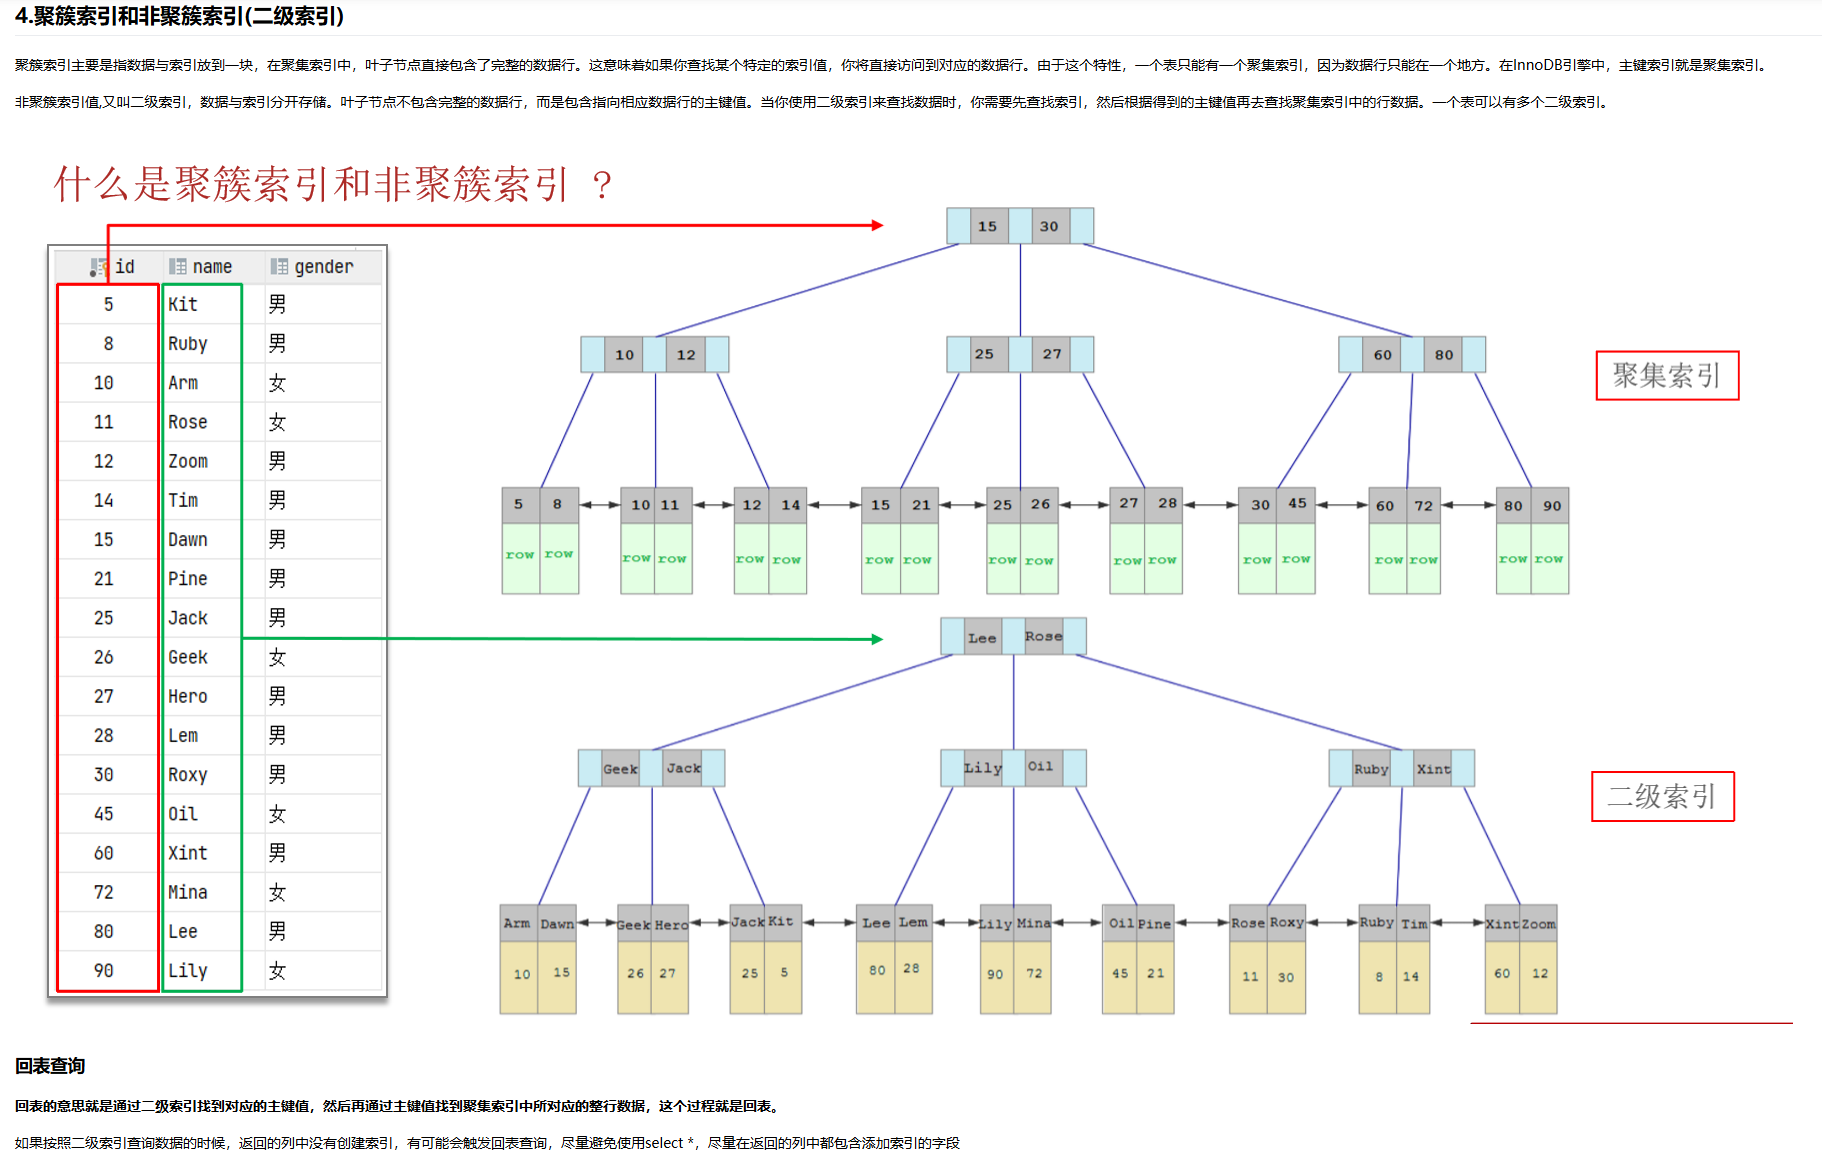 4.聚簇索引和非聚簇索引(二级索引)
聚簇索引主要是指数据与索引放到一块，在聚集索引中，叶子节点直接包含了完整的数据行。这意味着如果你查找某个特定的索引值，你将直接访问到对应的数据行。由于这个特性，一个表只能有一个聚集索引，因为数据行只能在一个地方。在InnoDB引擎中，主键索引就是聚集索引。
非聚簇索引值,又叫二级索引，数据与索引分开存储。叶子节点不包含完整的数据行，而是包含指向相应数据行的主键值。当你使用二级索引来查找数据时，你需要先查找索引，然后根据得到的主键值再去查找聚集索引中的行数据。一个表可以有多个二级索引。
什么是聚簇索引和非聚簇索引 ？
id name gender
5 Kit 男
8 Ruby 男
10 Arm 女
11 Rose 女
12 Zoom 男
14 Tim 男
15 Dawn 男
21 Pine 男
25 Jack 男
26 Geek 女
27 Hero 男
28 Lem 男
30 Roxy 男
45 Oil 女
60 Xint 男
72 Mina 女
80 Lee 男
90 Lily 女
15 30
10 12 25 27 60 80
聚集索引
5 8 10 11 12 14 15 21 25 26 27 28 30 45 60 72 80 90
row row row row row row row row row row row row row row row row row row
Lee Rose
Geek Jack Lily Oil Ruby Xint
二级索引
Arm Dawn Geek Hero Jack Kit Lee Lem Lily Mina Oil Pine Rose Roxy Ruby Tim Xint Zoom
10 15 26 27 25 5 80 28 90 72 45 21 11 30 8 14 60 12
回表查询
回表的意思就是通过二级索引找到对应的主键值，然后再通过主键值找到聚集索引中所对应的整行数据，这个过程就是回表。
如果按照二级索引查询数据的时候，返回的列中没有创建索引，有可能会触发回表查询，尽量避免使用select *，尽量在返回的列中都包含添加索引的字段